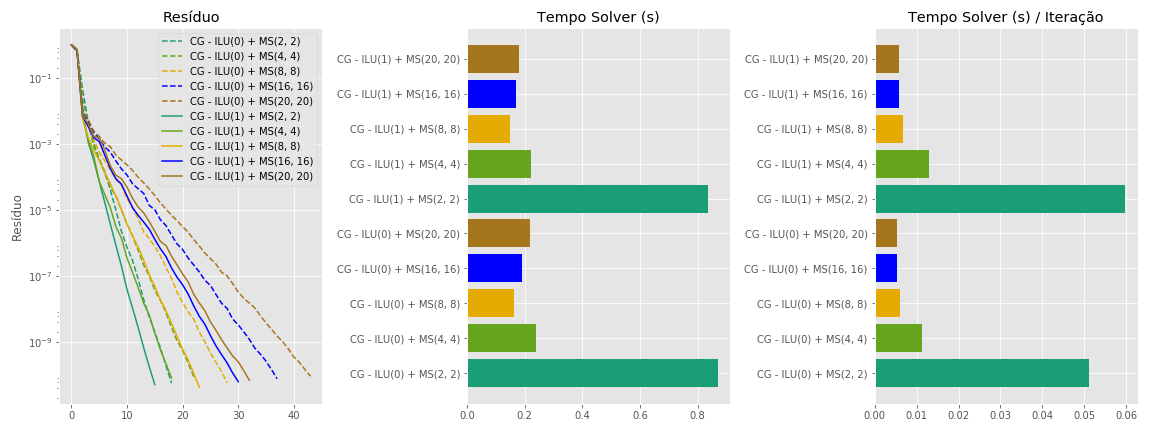 Resíduo
Resíduo
10⁻¹
10⁻³
10⁻⁵
10⁻⁷
10⁻⁹
0
10
20
30
40
CG - ILU(0) + MS(2, 2)
CG - ILU(0) + MS(4, 4)
CG - ILU(0) + MS(8, 8)
CG - ILU(0) + MS(16, 16)
CG - ILU(0) + MS(20, 20)
CG - ILU(1) + MS(2, 2)
CG - ILU(1) + MS(4, 4)
CG - ILU(1) + MS(8, 8)
CG - ILU(1) + MS(16, 16)
CG - ILU(1) + MS(20, 20)
Tempo Solver (s)
CG - ILU(1) + MS(20, 20)
CG - ILU(1) + MS(16, 16)
CG - ILU(1) + MS(8, 8)
CG - ILU(1) + MS(4, 4)
CG - ILU(1) + MS(2, 2)
CG - ILU(0) + MS(20, 20)
CG - ILU(0) + MS(16, 16)
CG - ILU(0) + MS(8, 8)
CG - ILU(0) + MS(4, 4)
CG - ILU(0) + MS(2, 2)
0.0
0.2
0.4
0.6
0.8
Tempo Solver (s) / Iteração
CG - ILU(1) + MS(20, 20)
CG - ILU(1) + MS(16, 16)
CG - ILU(1) + MS(8, 8)
CG - ILU(1) + MS(4, 4)
CG - ILU(1) + MS(2, 2)
CG - ILU(0) + MS(20, 20)
CG - ILU(0) + MS(16, 16)
CG - ILU(0) + MS(8, 8)
CG - ILU(0) + MS(4, 4)
CG - ILU(0) + MS(2, 2)
0.00
0.01
0.02
0.03
0.04
0.05
0.06